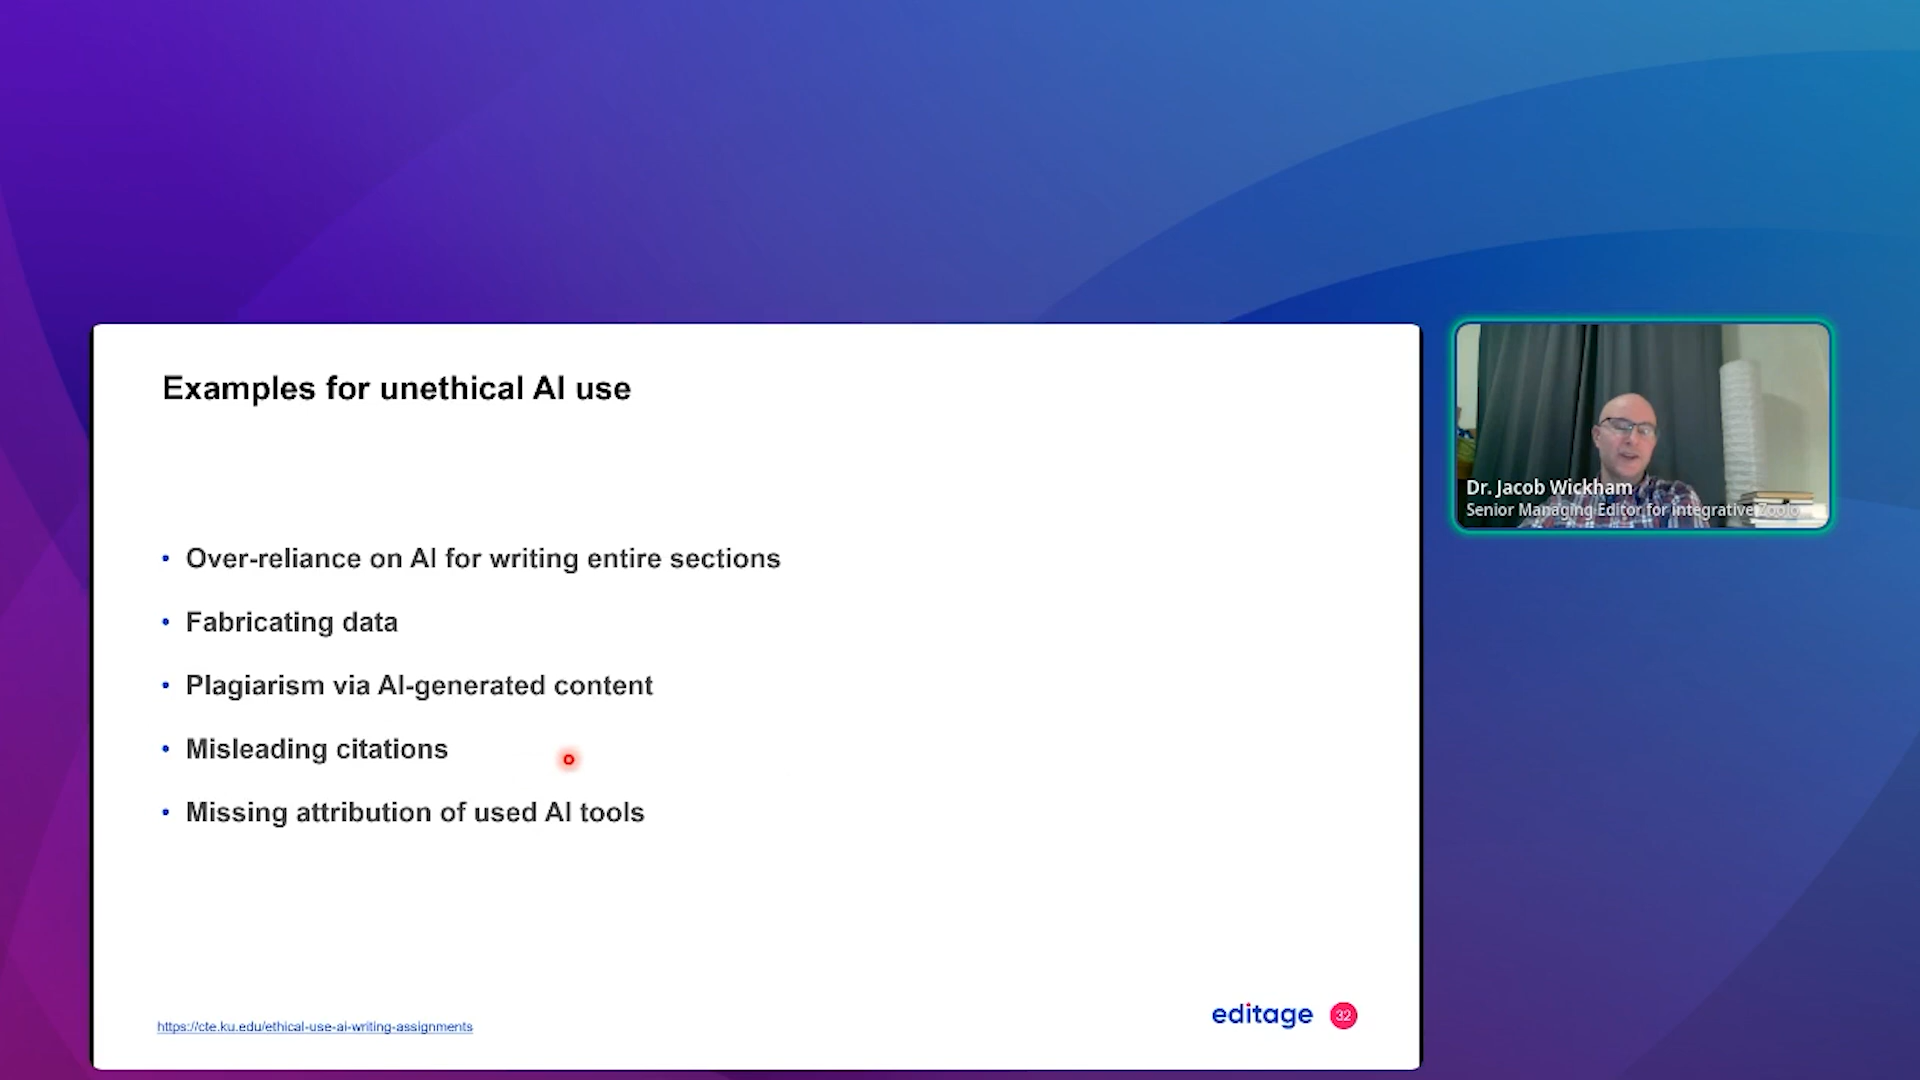 Examples for unethical AI use
• Over-reliance on AI for writing entire sections
• Fabricating data
• Plagiarism via AI-generated content
• Misleading citations
• Missing attribution of used AI tools
https://cte.ku.edu/ethical-use-ai-writing-assignments
editage 32
Dr. Jacob Wickham
Senior Managing Editor for Integrative Zoolo